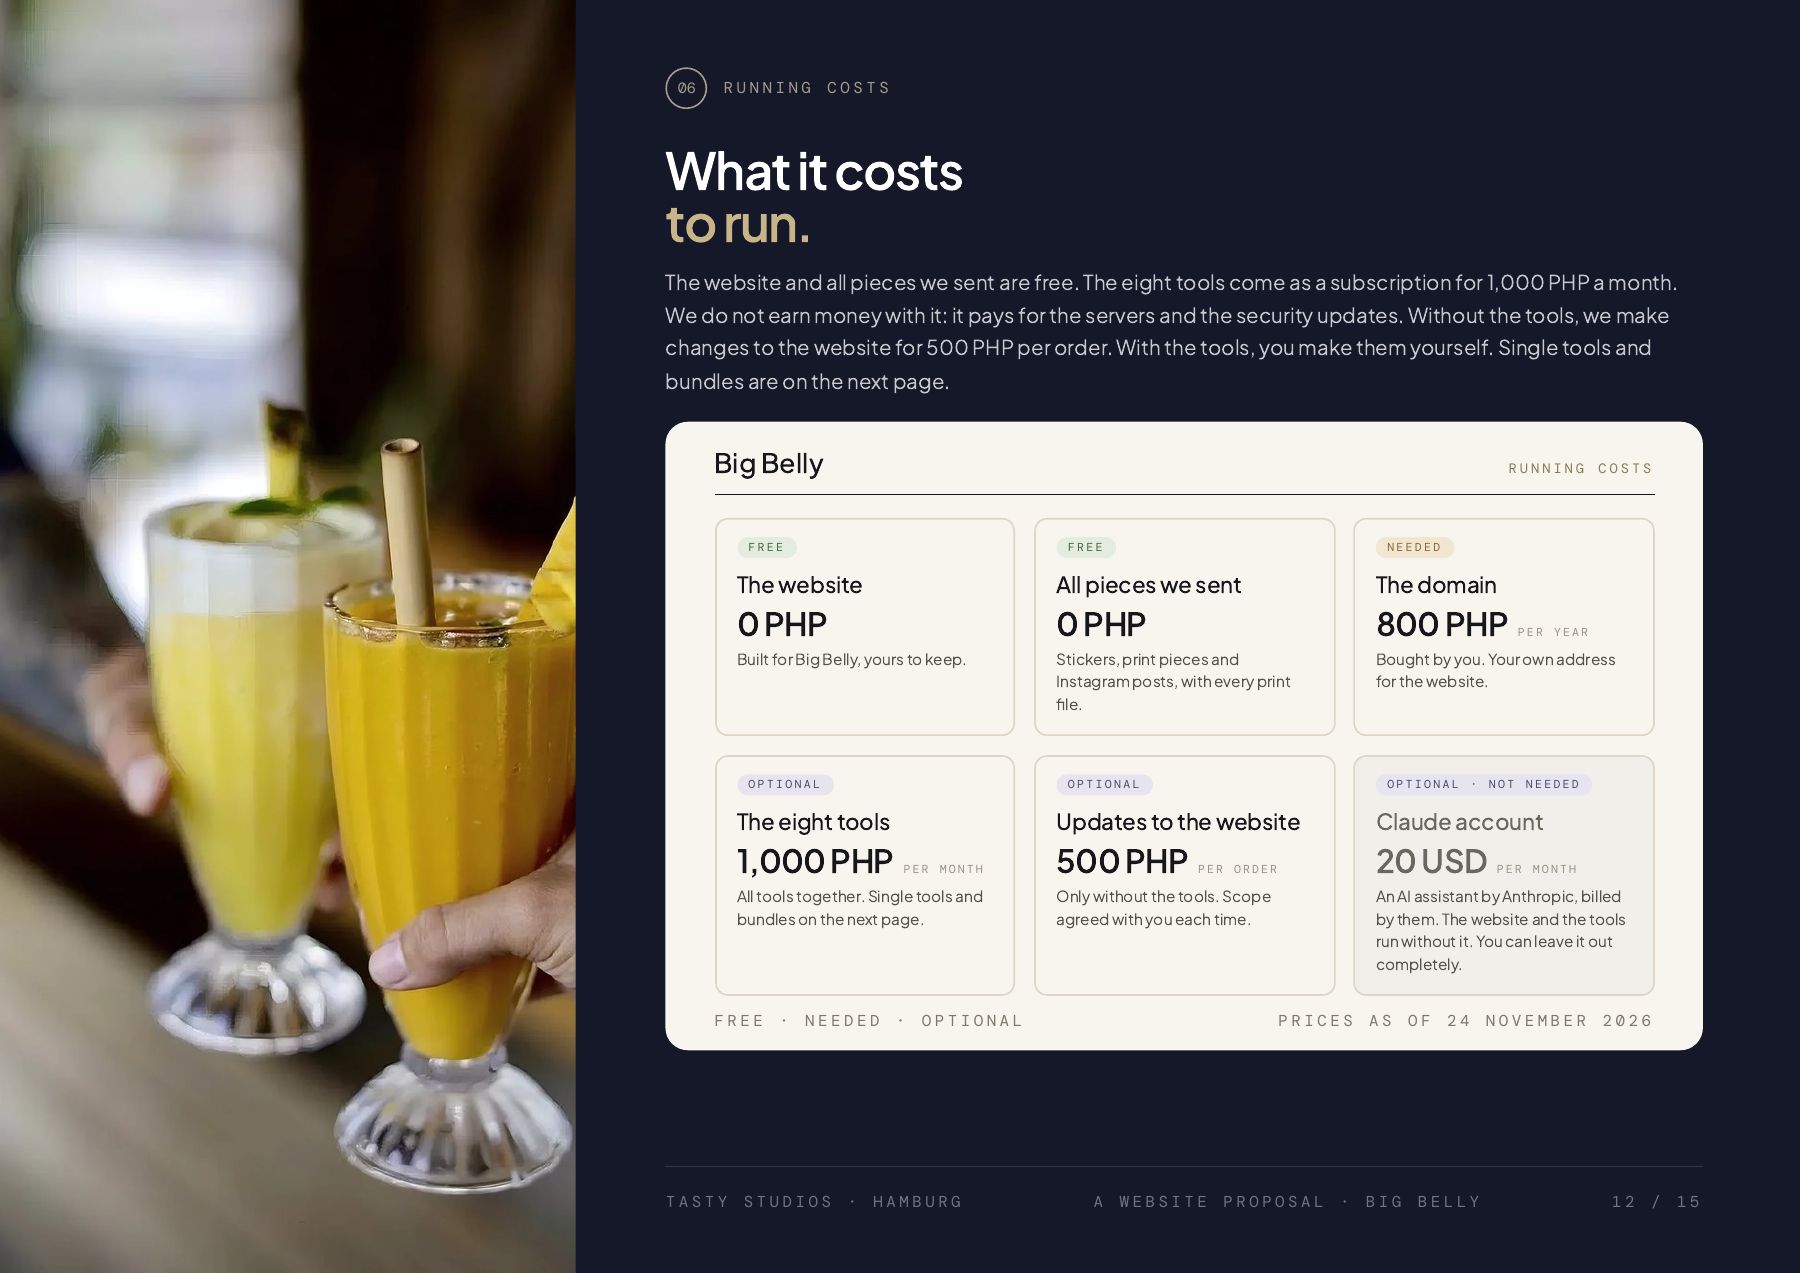 06 RUNNING COSTS
What it costs
to run.
The website and all pieces we sent are free. The eight tools come as a subscription for 1,000 PHP a month.
We do not earn money with it: it pays for the servers and the security updates. Without the tools, we make
changes to the website for 500 PHP per order. With the tools, you make them yourself. Single tools and
bundles are on the next page.
Big Belly
RUNNING COSTS
FREE
The website
0 PHP
Built for Big Belly, yours to keep.
FREE
All pieces we sent
0 PHP
Stickers, print pieces and
Instagram posts, with every print
file.
NEEDED
The domain
800 PHP PER YEAR
Bought by you. Your own address
for the website.
OPTIONAL
The eight tools
1,000 PHP PER MONTH
All tools together. Single tools and
bundles on the next page.
OPTIONAL
Updates to the website
500 PHP PER ORDER
Only without the tools. Scope
agreed with you each time.
OPTIONAL · NOT NEEDED
Claude account
20 USD PER MONTH
An AI assistant by Anthropic, billed
by them. The website and the tools
run without it. You can leave it out
completely.
FREE · NEEDED · OPTIONAL
PRICES AS OF 24 NOVEMBER 2026
TASTY STUDIOS · HAMBURG
A WEBSITE PROPOSAL · BIG BELLY
12 / 15